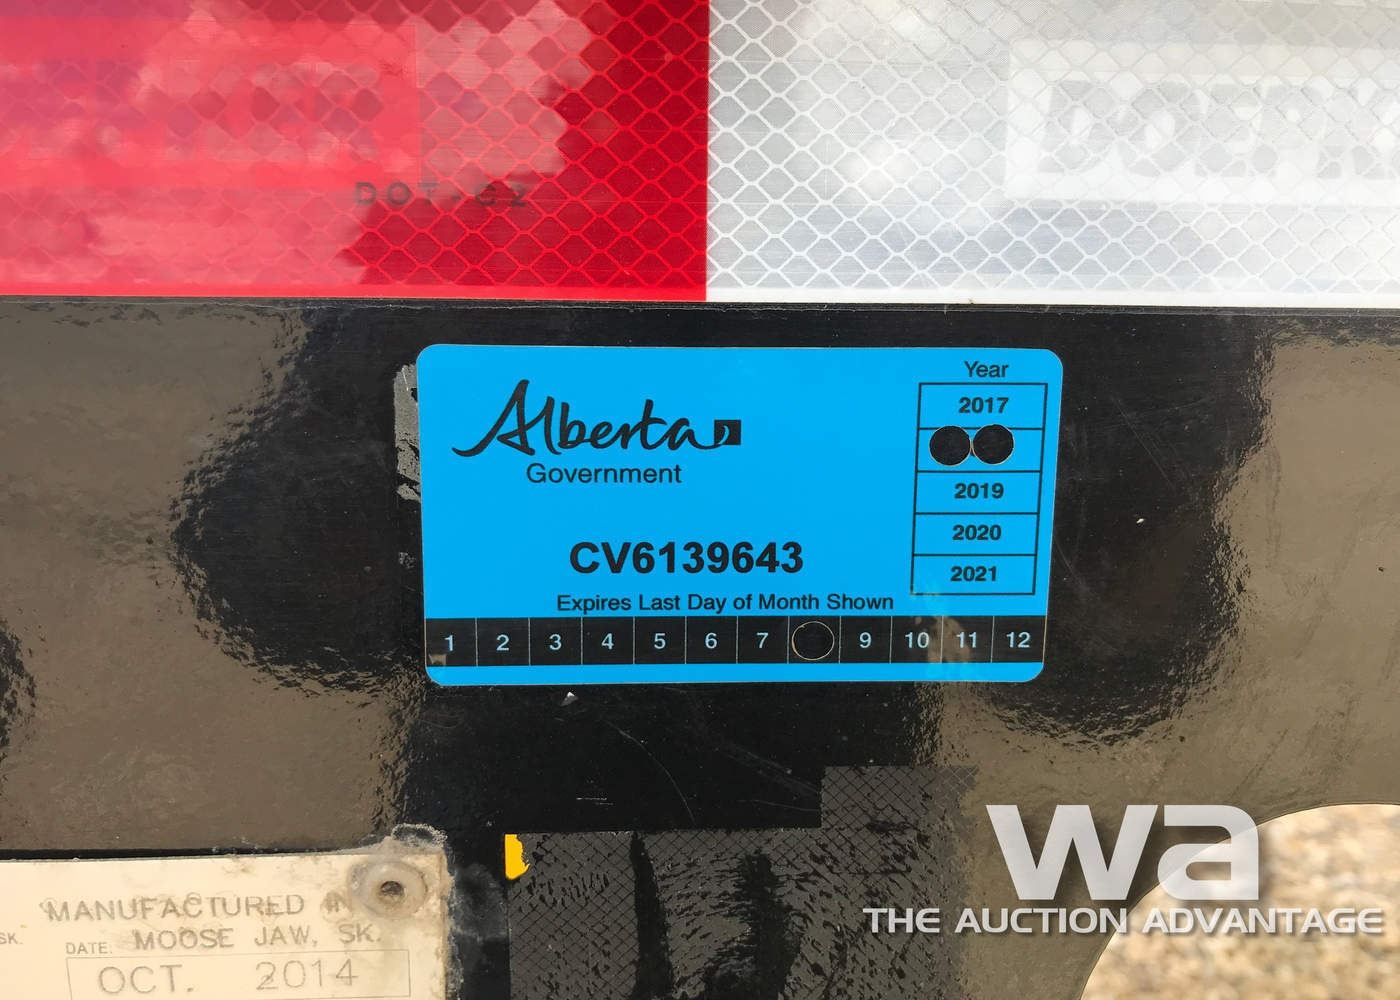 DOT-C2
Alberta
Government
Year
2017
2019
2020
2021
CV6139643
Expires Last Day of Month Shown
1 2 3 4 5 6 7 9 10 11 12
MANUFACTURED IN
SK.
DATE: MOOSE JAW, SK.
OCT. 2014
wa
THE AUCTION ADVANTAGE